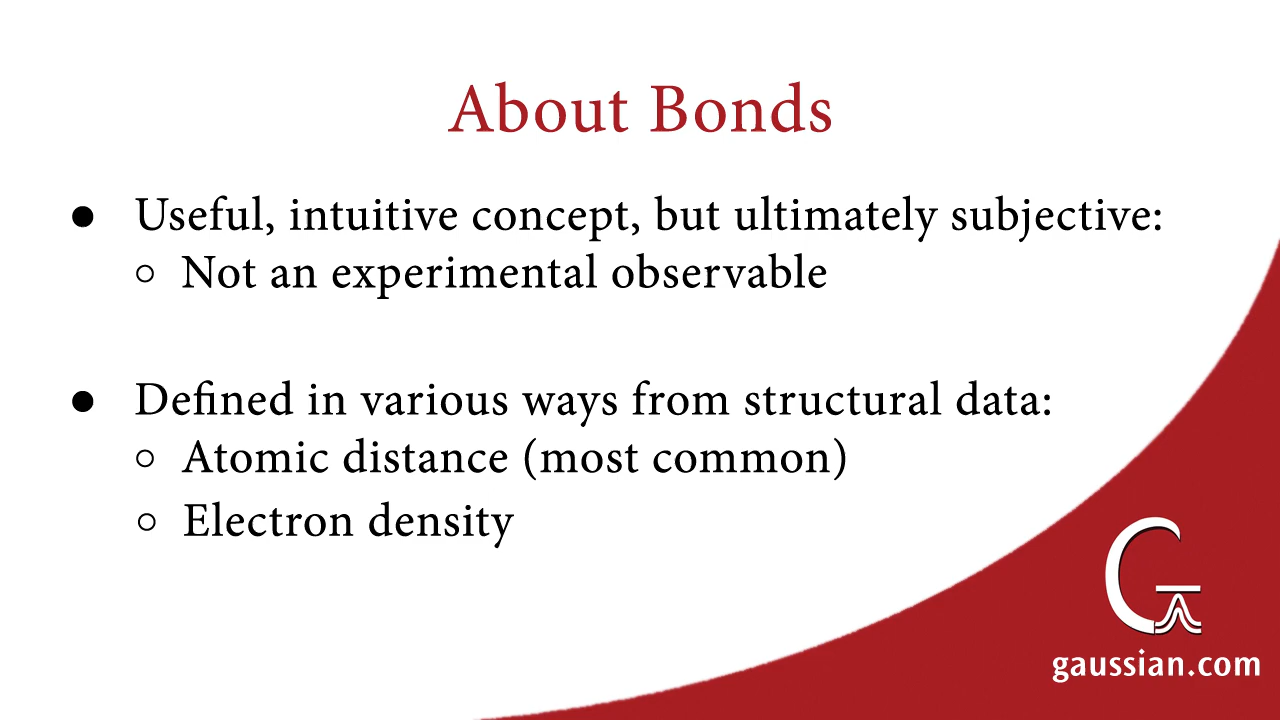 About Bonds
● Useful, intuitive concept, but ultimately subjective:
○ Not an experimental observable
● Defined in various ways from structural data:
○ Atomic distance (most common)
○ Electron density
G
gaussian.com